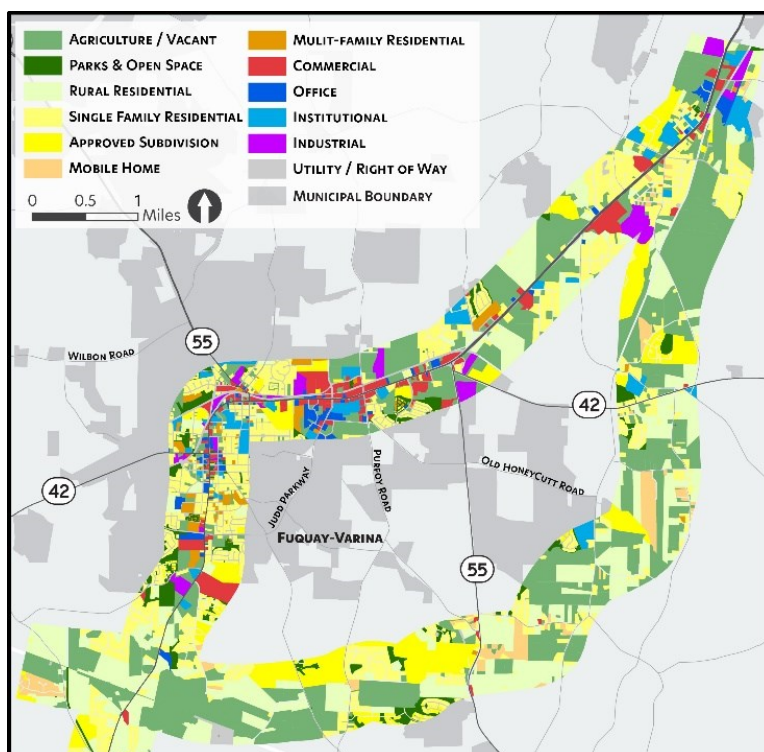 Agriculture / Vacant
Parks & Open Space
Rural Residential
Single Family Residential
Approved Subdivision
Mobile Home
Mulit-family Residential
Commercial
Office
Institutional
Industrial
Utility / Right of Way
Municipal Boundary
0 0.5 1
Miles
Wilbon Road
55
42
42
Old HoneyCutt Road
Judd Parkway
Purfoy Road
Fuquay-Varina
55